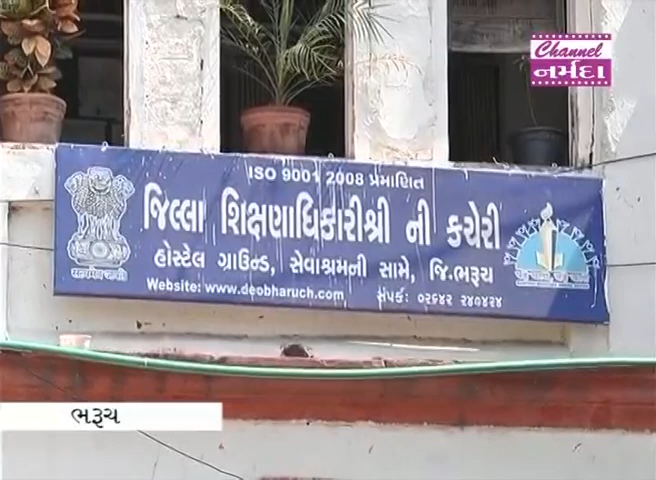 Channel
નર્મદા
ISO 9001 2008 પ્રમાણિત
જિલ્લા શિક્ષણાધિકારીશ્રી ની કચેરી
હોસ્ટેલ ગ્રાઉન્ડ, સેવાશ્રમની સામે, જિ.ભરૂચ
Website: www.deobharuch.com સંપર્ક: ૦૨૬૪૨ ૨૪૦૪૨૪
ભરૂચ